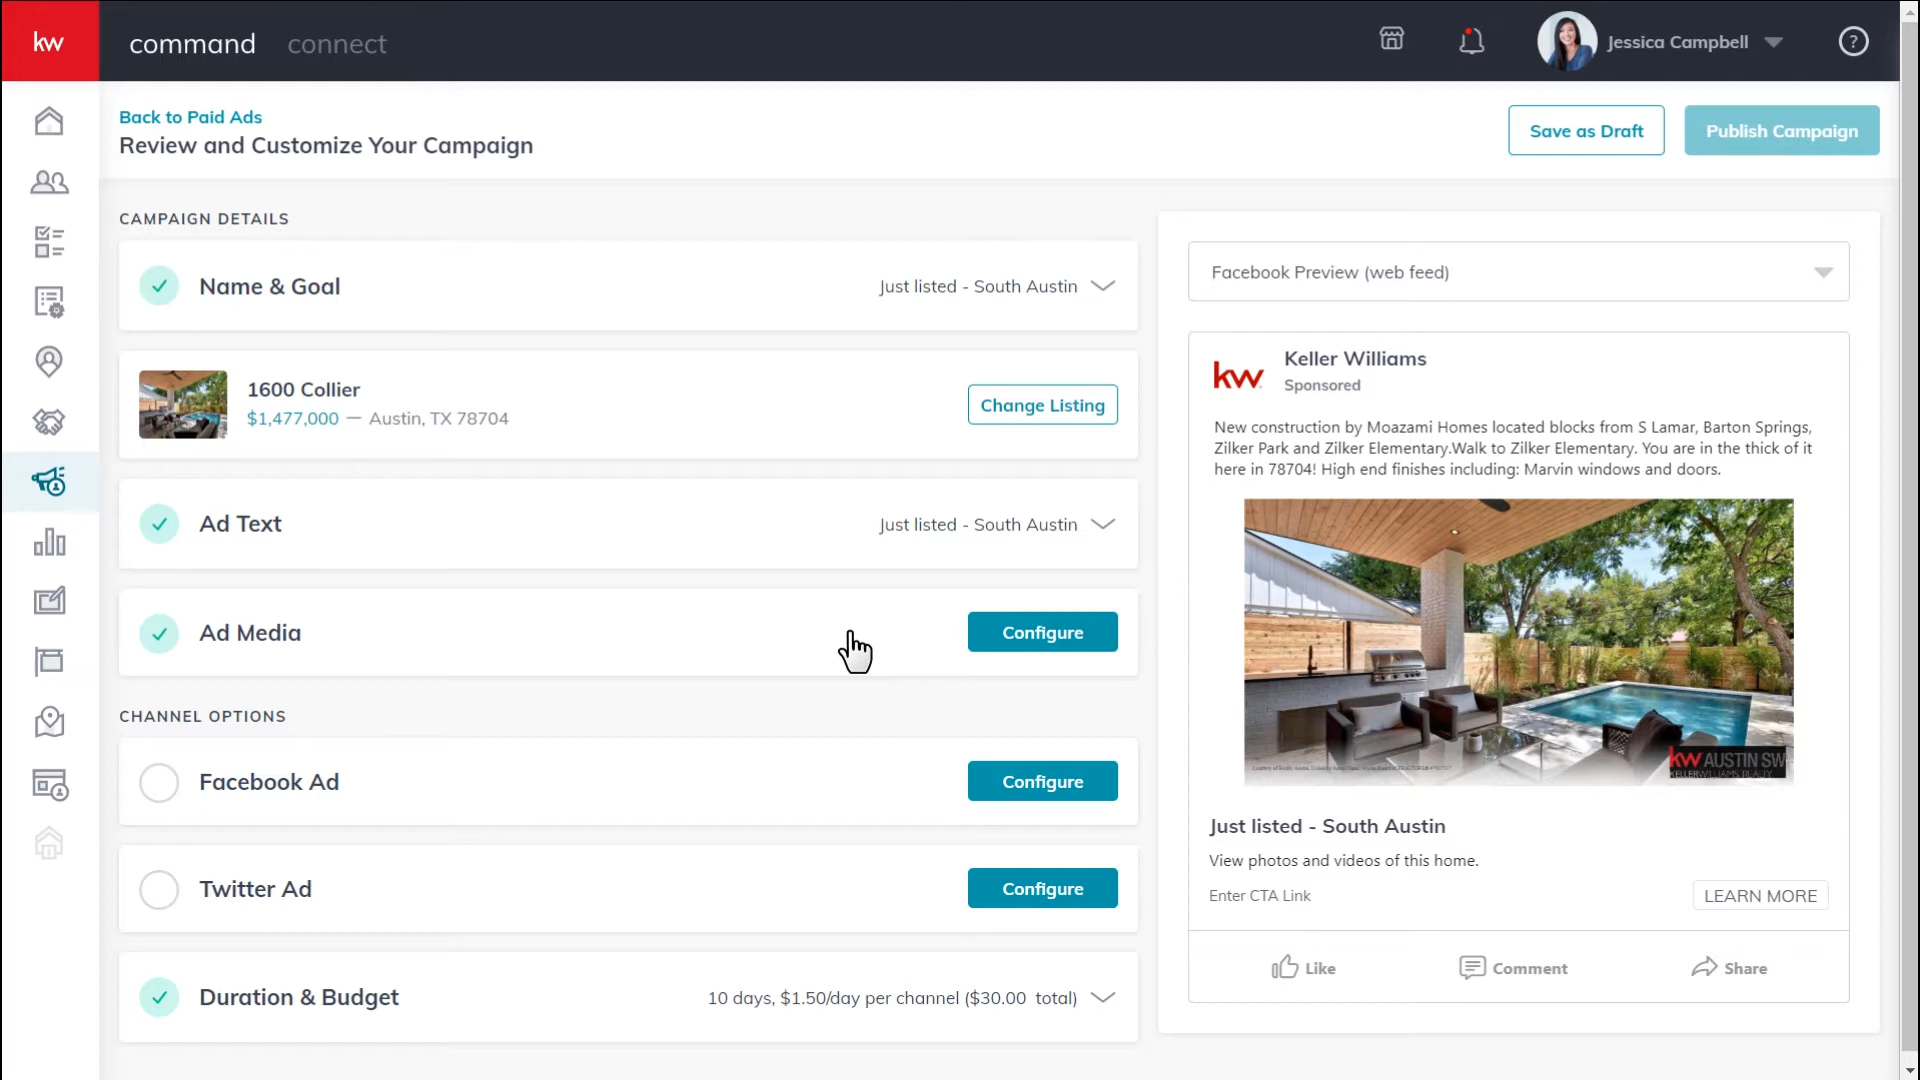 kw
command
connect
Jessica Campbell
?
Back to Paid Ads
Review and Customize Your Campaign
Save as Draft
Publish Campaign
CAMPAIGN DETAILS
Name & Goal
Just listed - South Austin
1600 Collier
$1,477,000 — Austin, TX 78704
Change Listing
Ad Text
Just listed - South Austin
Ad Media
Configure
CHANNEL OPTIONS
Facebook Ad
Configure
Twitter Ad
Configure
Duration & Budget
10 days, $1.50/day per channel ($30.00 total)
Facebook Preview (web feed)
kw
Keller Williams
Sponsored
New construction by Moazami Homes located blocks from S Lamar, Barton Springs,
Zilker Park and Zilker Elementary.Walk to Zilker Elementary. You are in the thick of it
here in 78704! High end finishes including: Marvin windows and doors.
kw AUSTIN SW
KELLERWILLIAMS REALTY
Just listed - South Austin
View photos and videos of this home.
Enter CTA Link
LEARN MORE
Like
Comment
Share